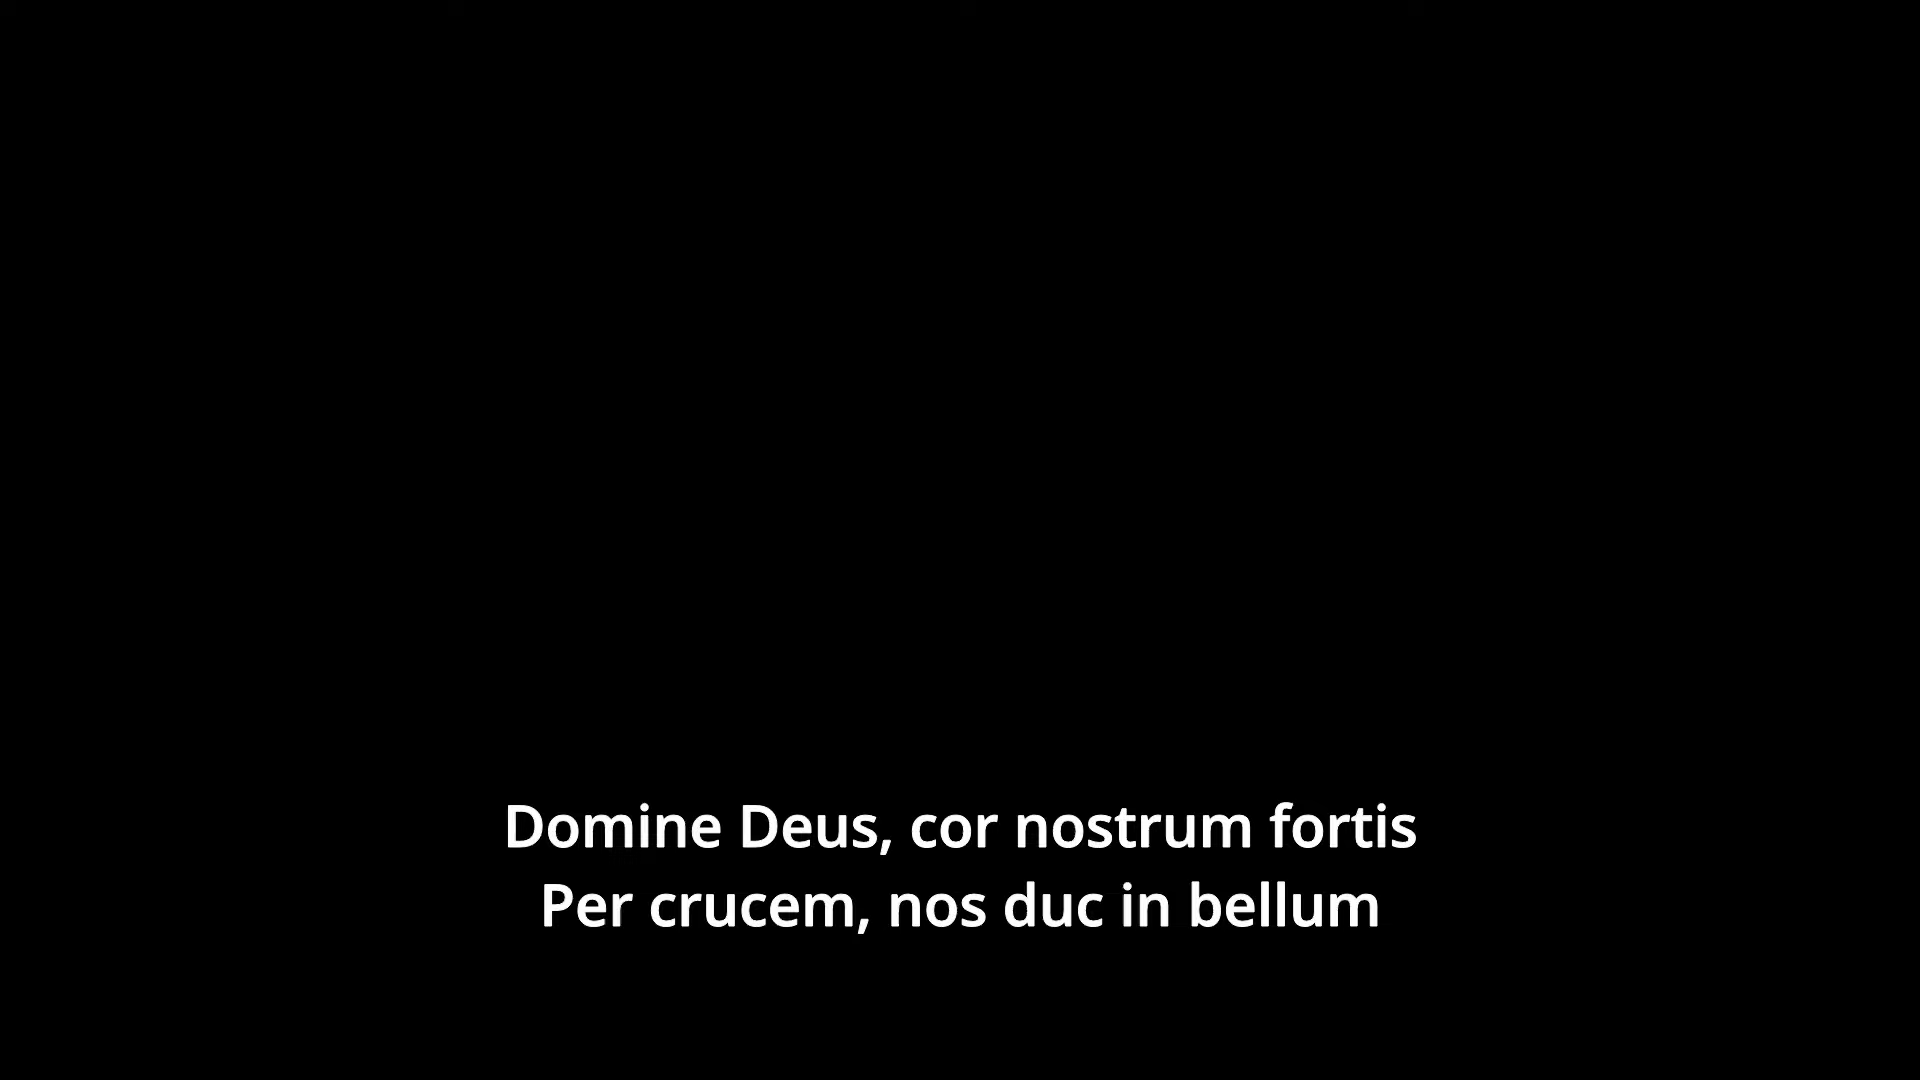 Domine Deus, cor nostrum fortis
Per crucem, nos duc in bellum